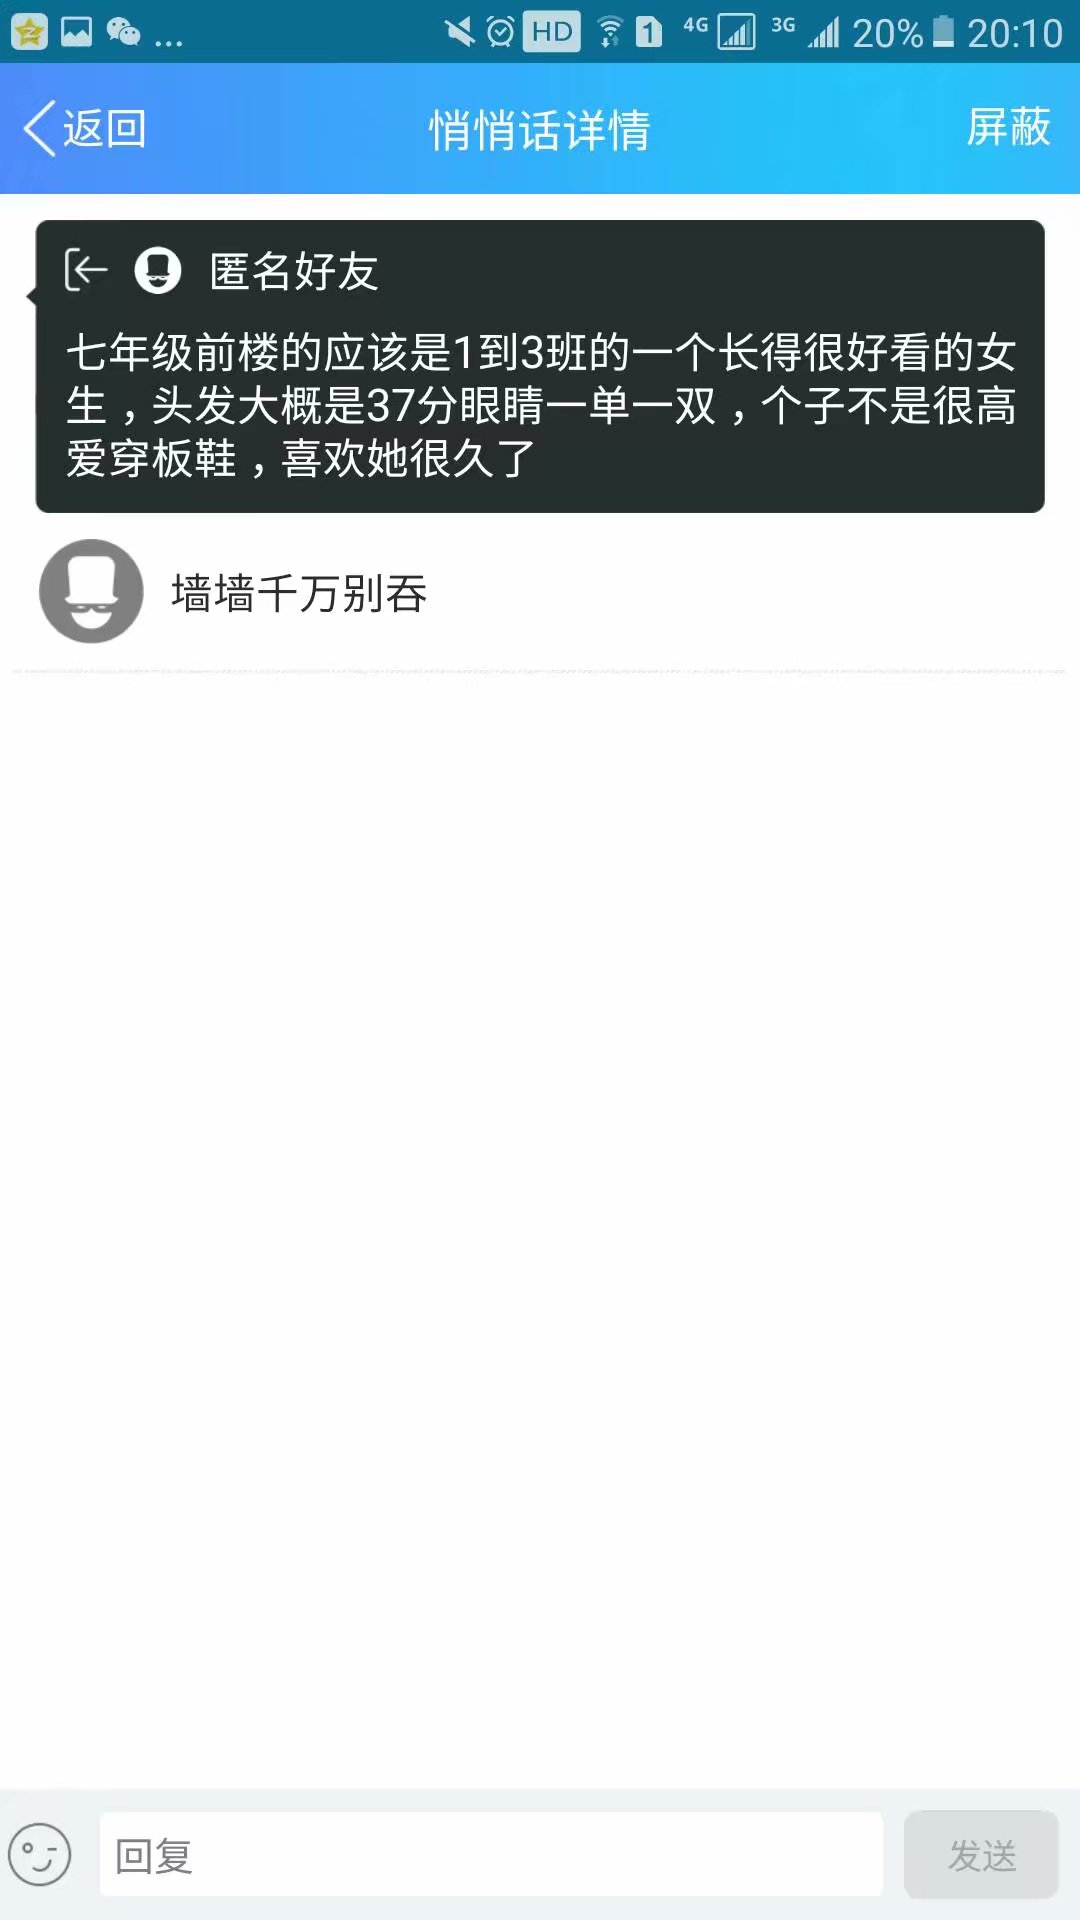 ... HD 1 4G 3G 20% 20:10
返回 悄悄话详情 屏蔽
匿名好友
七年级前楼的应该是1到3班的一个长得很好看的女
生，头发大概是37分眼睛一单一双，个子不是很高
爱穿板鞋，喜欢她很久了
墙墙千万别吞
回复 发送